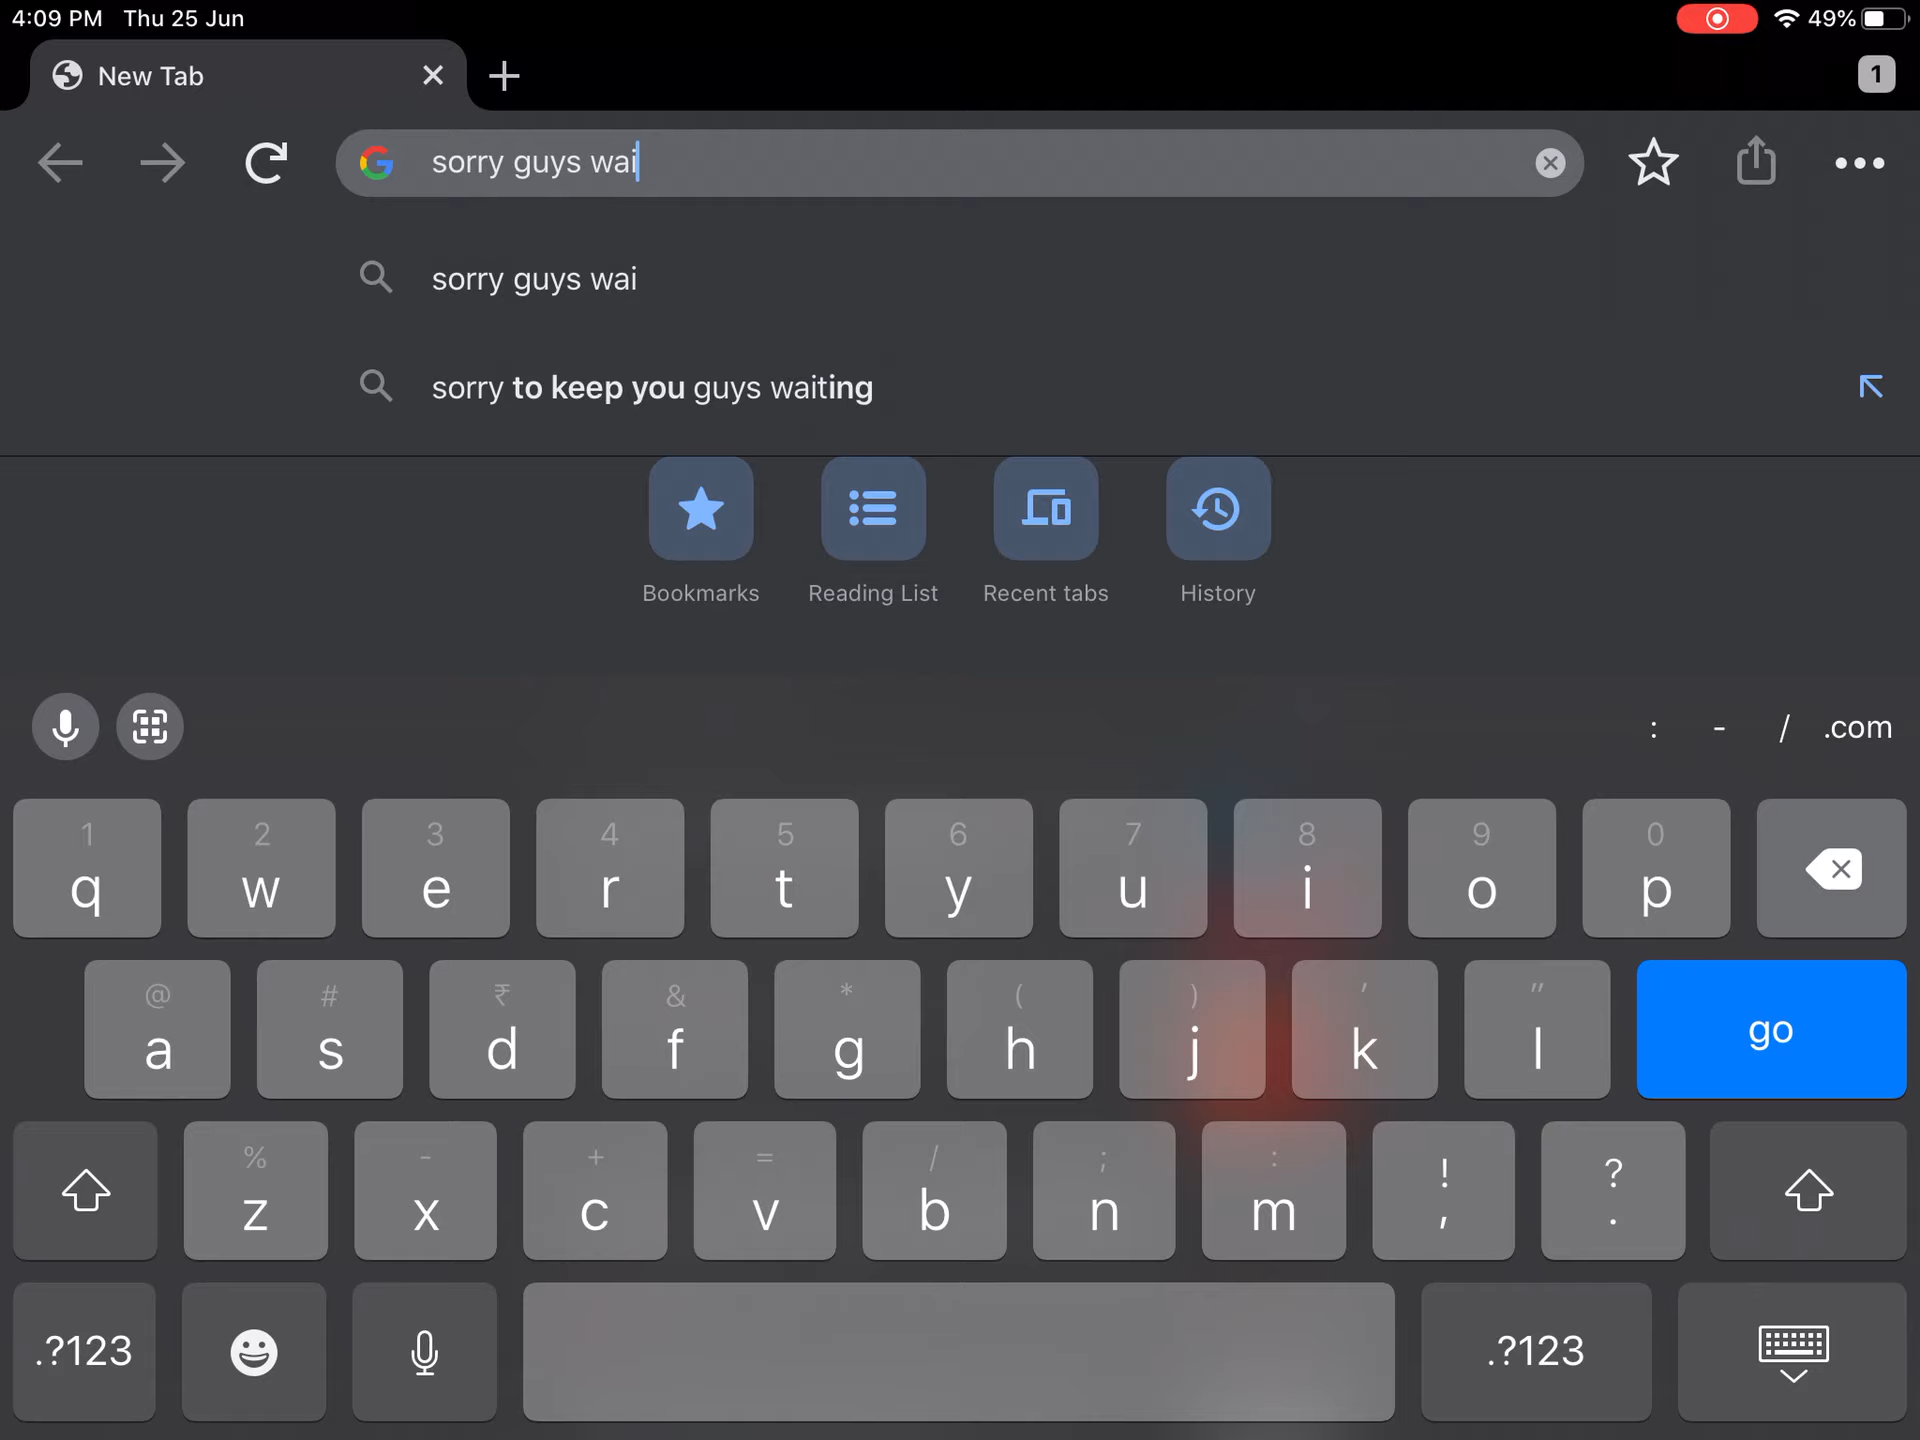 4:09 PM Thu 25 Jun 49%
New Tab 1
sorry guys wai
sorry guys wai
sorry to keep you guys waiting
Bookmarks Reading List Recent tabs History
: - / .com
1 2 3 4 5 6 7 8 9 0
q w e r t y u i o p
@ # ₹ & * ( ) ' "
a s d f g h j k l go
% - + = / ; : ! ?
z x c v b n m , .
.?123 .?123